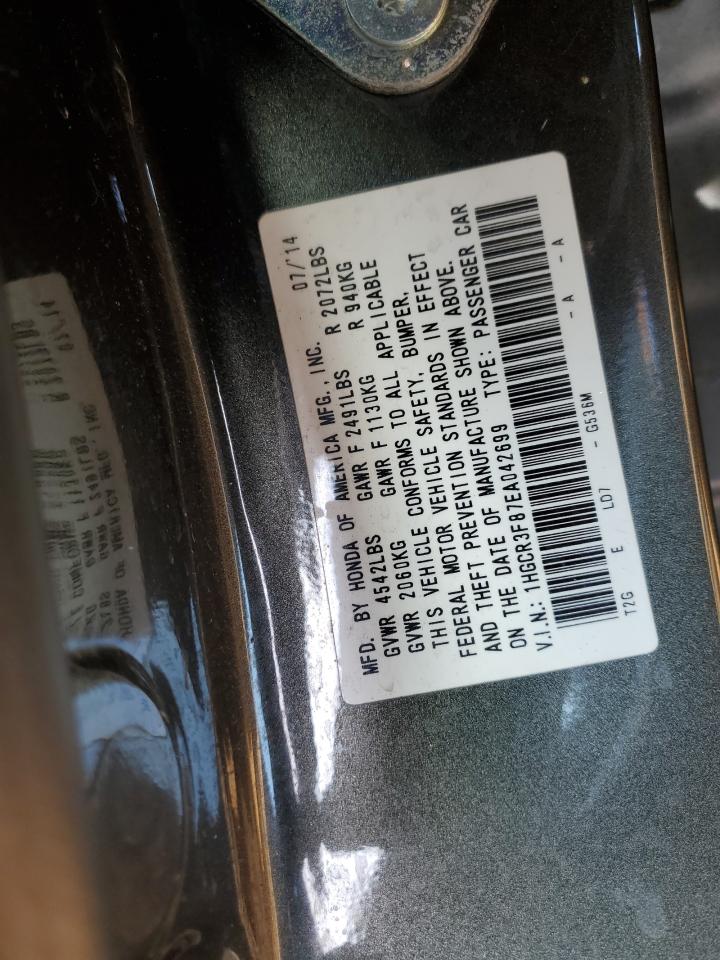 MFD. BY HONDA OF AMERICA MFG., INC. 07/'14
GVWR 4542LBS GAWR F 2491LBS R 2072LBS
GVWR 2060KG GAWR F 1130KG R 940KG
THIS VEHICLE CONFORMS TO ALL APPLICABLE
FEDERAL MOTOR VEHICLE SAFETY, BUMPER,
AND THEFT PREVENTION STANDARDS IN EFFECT
ON THE DATE OF MANUFACTURE SHOWN ABOVE.
V.I.N.: 1HGCR3F87EA042699 TYPE: PASSENGER CAR
T2G E LD7 - G536M - A - A